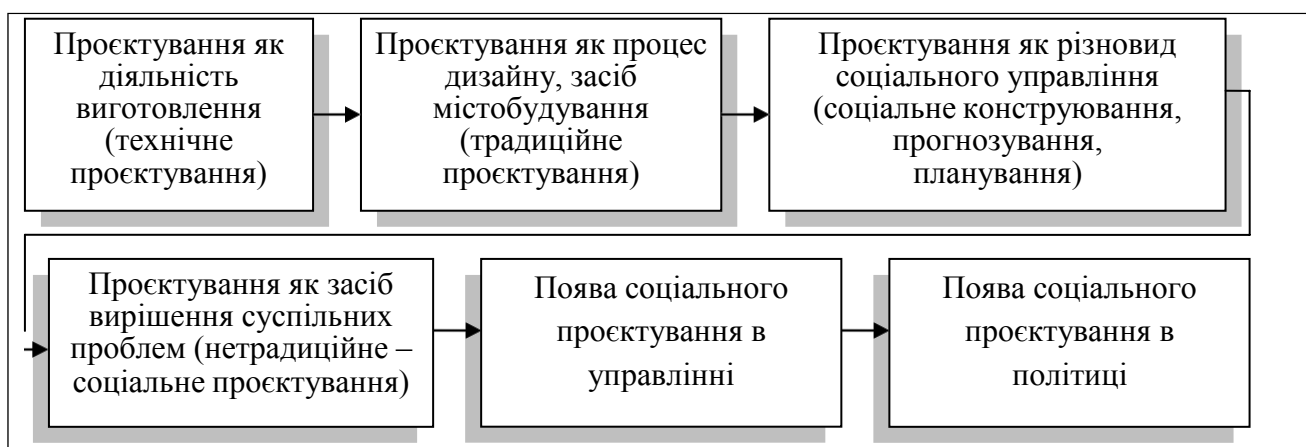 Проєктування як
діяльність
виготовлення
(технічне
проєктування)
Проєктування як процес
дизайну, засіб
містобудування
(традиційне
проєктування)
Проєктування як різновид
соціального управління
(соціальне конструювання,
прогнозування,
планування)
Проєктування як засіб
вирішення суспільних
проблем (нетрадиційне –
соціальне проєктування)
Поява соціального
проєктування в
управлінні
Поява соціального
проєктування в
політиці